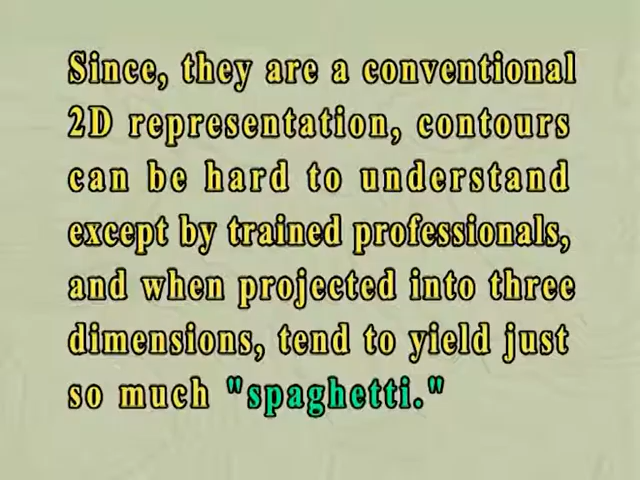 Since, they are a conventional
2D representation, contours
can be hard to understand
except by trained professionals,
and when projected into three
dimensions, tend to yield just
so much "spaghetti."